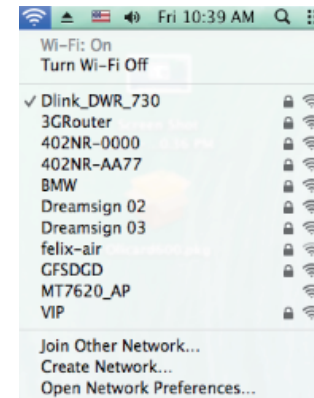 Fri 10:39 AM
Wi-Fi: On
Turn Wi-Fi Off
✓ Dlink_DWR_730
3GRouter
402NR-0000
402NR-AA77
BMW
Dreamsign 02
Dreamsign 03
felix-air
GFSDGD
MT7620_AP
VIP
Join Other Network...
Create Network...
Open Network Preferences...